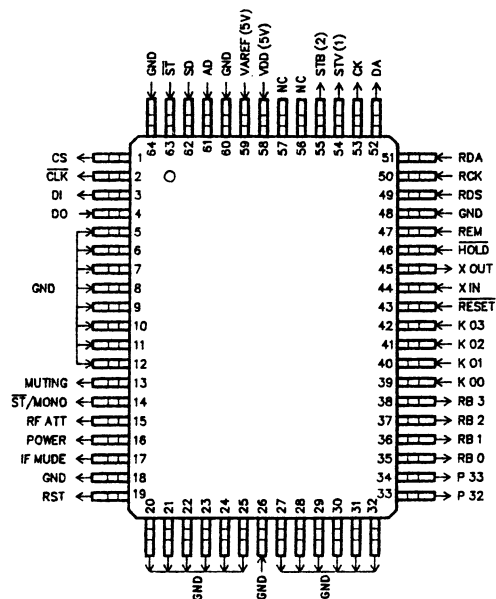 GND
ST
SD
AD
GND
VAREF (5V)
VDD (5V)
NC
NC
STB (2)
STV (1)
CK
DA
64 63 62 61 60 59 58 57 56 55 54 53 52
CS 1
CLK 2
DI 3
DO 4
5
6
7
GND 8
9
10
11
12
MUTING 13
ST/MONO 14
RF ATT 15
POWER 16
IF MUDE 17
GND 18
RST 19
51 RDA
50 RCK
49 RDS
48 GND
47 REM
46 HOLD
45 X OUT
44 X IN
43 RESET
42 K 03
41 K 02
40 K 01
39 K 00
38 RB 3
37 RB 2
36 RB 1
35 RB 0
34 P 33
33 P 32
20 21 22 23 24 25 26 27 28 29 30 31 32
GND
GND
GND